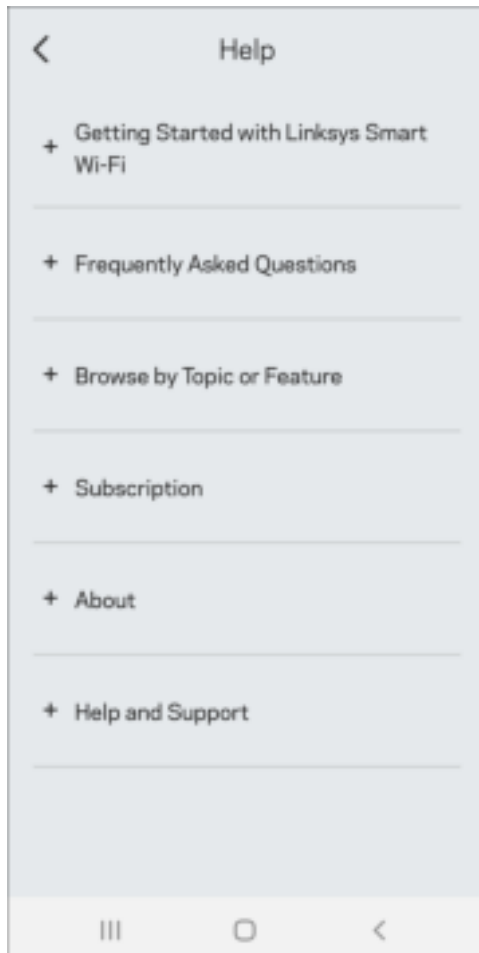 Help
Getting Started with Linksys Smart
Wi-Fi
Frequently Asked Questions
Browse by Topic or Feature
Subscription
About
Help and Support